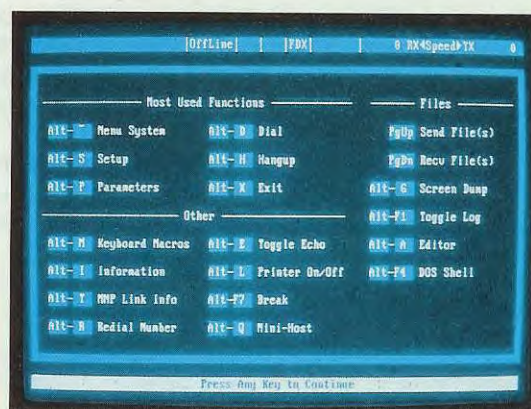 |OffLine| | |FDX| | 0 RX◄Speed►TX 0
Most Used Functions
Files
Alt-~ Menu System Alt-D Dial PgUp Send File(s)
Alt-S Setup Alt-H Hangup PgDn Recv File(s)
Alt-P Parameters Alt-X Exit Alt-G Screen Dump
Other
Alt-F1 Toggle Log
Alt-M Keyboard Macros Alt-E Toggle Echo Alt-A Editor
Alt-I Information Alt-L Printer On/Off Alt-F4 DOS Shell
Alt-Y MNP Link Info Alt-F7 Break
Alt-R Redial Number Alt-Q Mini-Host
Press Any Key to Continue